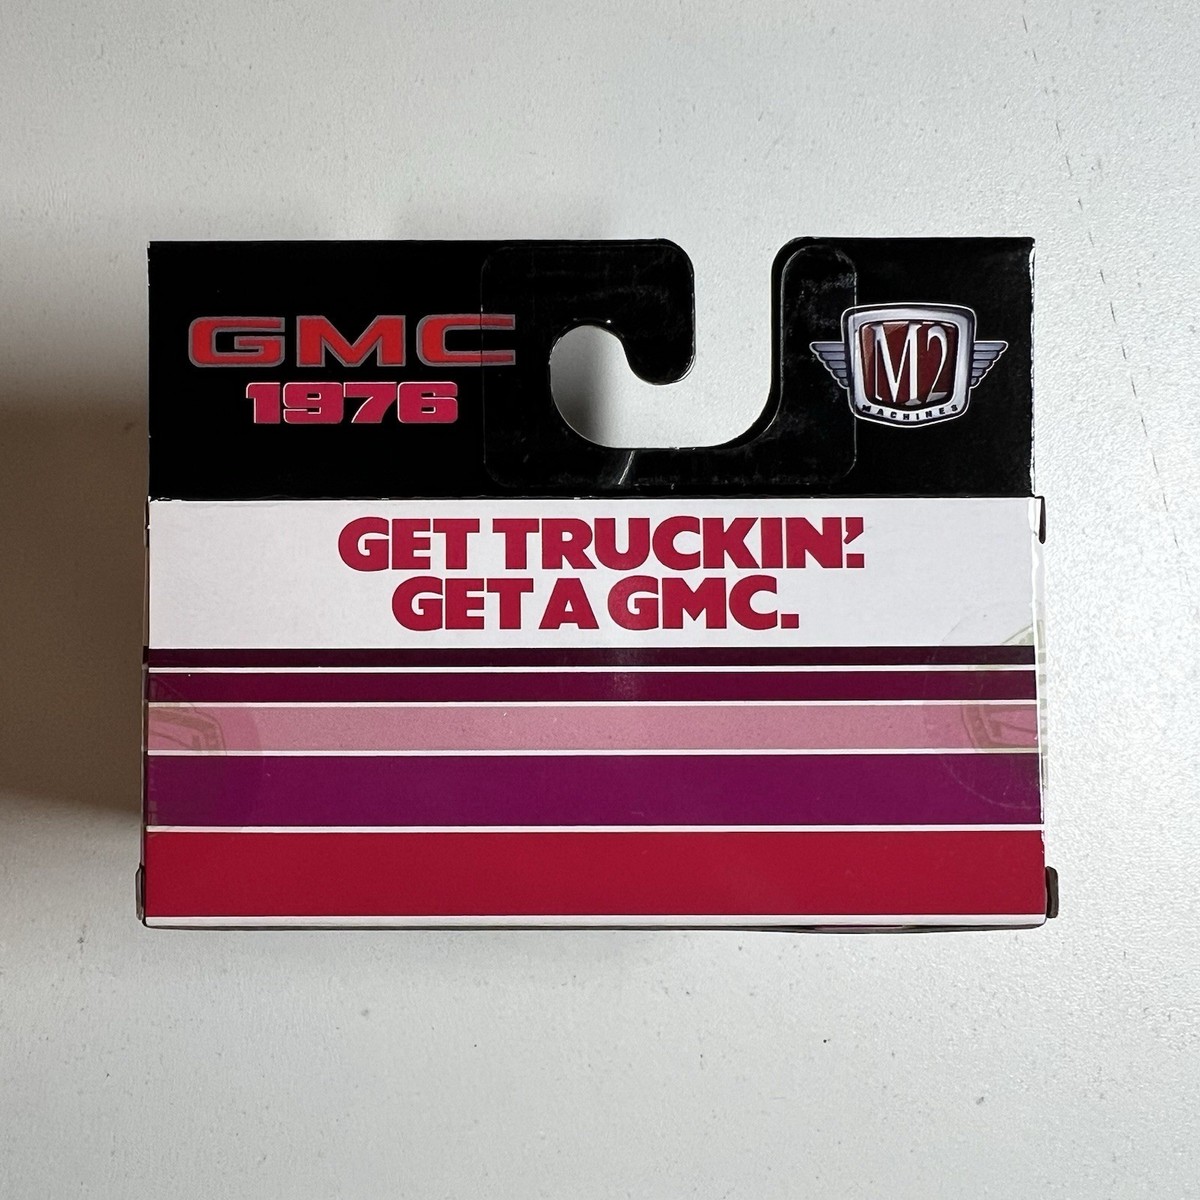 GMC
1976
M2
MACHINES
GET TRUCKIN'.
GET A GMC.